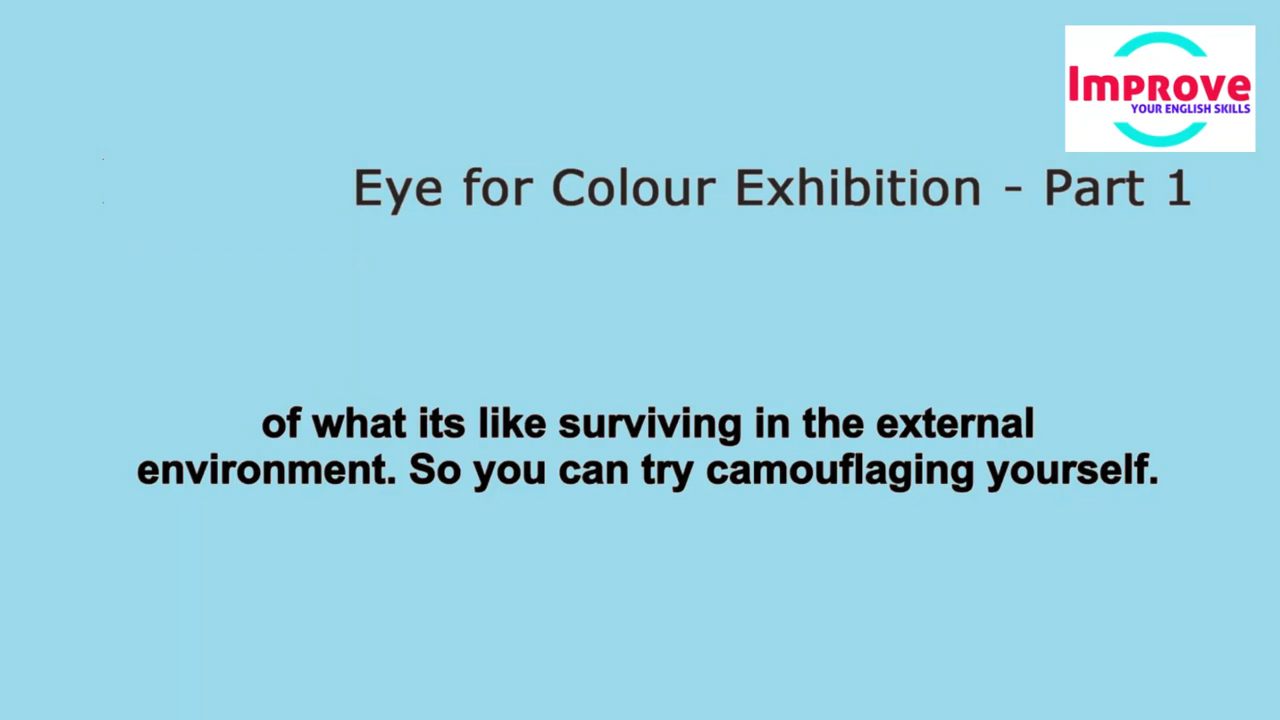 Improve
YOUR ENGLISH SKILLS
Eye for Colour Exhibition - Part 1
of what its like surviving in the external
environment. So you can try camouflaging yourself.